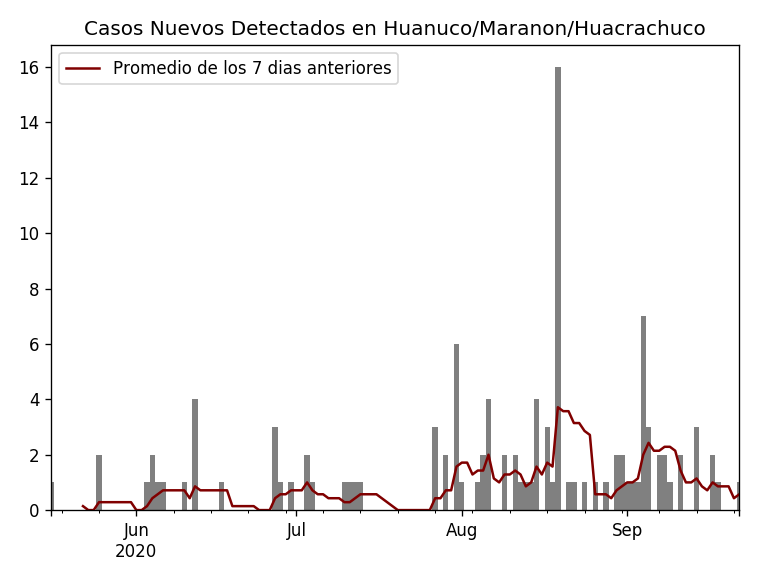 Casos Nuevos Detectados en Huanuco/Maranon/Huacrachuco
Promedio de los 7 dias anteriores
16
14
12
10
8
6
4
2
0
Jun
2020
Jul
Aug
Sep